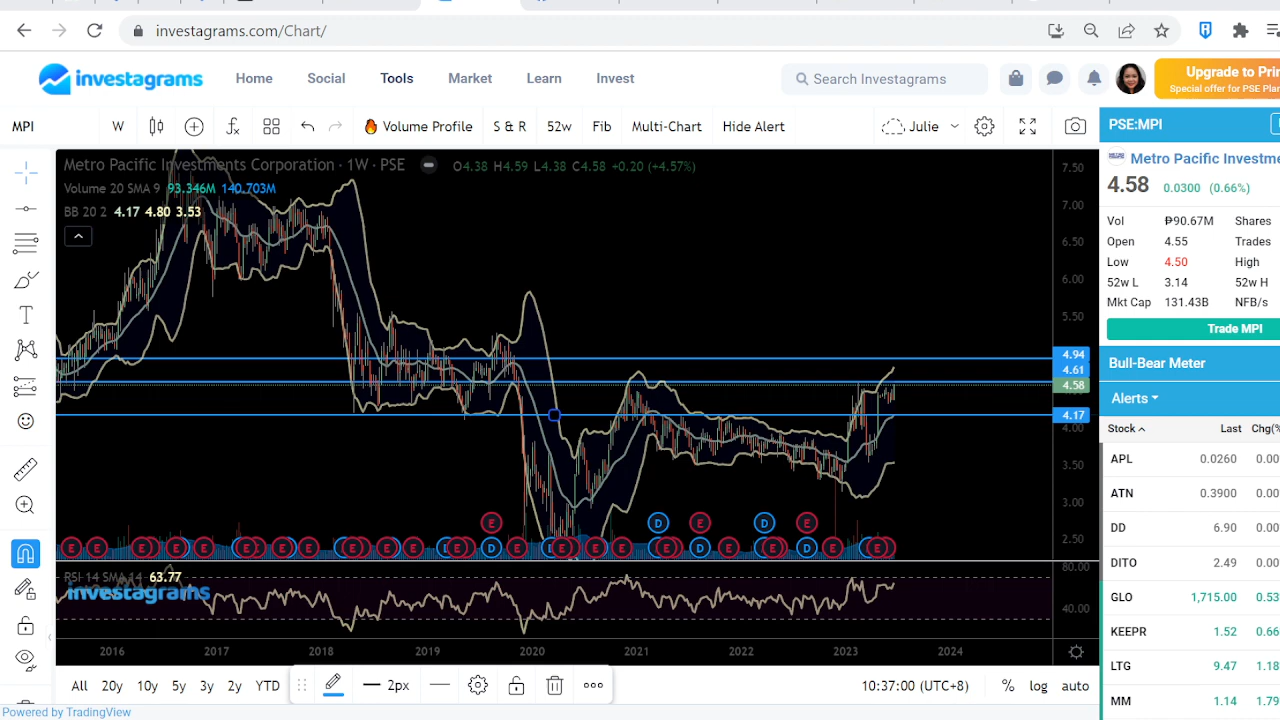 investagrams.com/Chart/
investagrams Home Social Tools Market Learn Invest Search Investagrams Upgrade to Pri
Special offer for PSE Plan
MPI W Volume Profile S & R 52w Fib Multi-Chart Hide Alert Julie
PSE:MPI
Metro Pacific Investments Corporation · 1W · PSE O4.38 H4.59 L4.38 C4.58 +0.20 (+4.57%)
Volume 20 SMA 9 93.346M 140.703M
BB 20 2 4.17 4.80 3.53
7.50
7.00
6.50
6.00
5.50
4.94
4.61
4.58
4.17
4.00
3.50
3.00
2.50
E D E D E
RSI 14 SMA 14 63.77
investagrams
80.00
40.00
2016 2017 2018 2019 2020 2021 2022 2023 2024
All 20y 10y 5y 3y 2y YTD 2px 10:37:00 (UTC+8) % log auto
Powered by TradingView
Metro Pacific Investme
4.58 0.0300 (0.66%)
Vol ₱90.67M Shares
Open 4.55 Trades
Low 4.50 High
52w L 3.14 52w H
Mkt Cap 131.43B NFB/s
Trade MPI
Bull-Bear Meter
Alerts
Stock Last Chg(%
APL 0.0260 0.00
ATN 0.3900 0.00
DD 6.90 0.00
DITO 2.49 0.00
GLO 1,715.00 0.53
KEEPR 1.52 0.66
LTG 9.47 1.18
MM 1.14 1.79